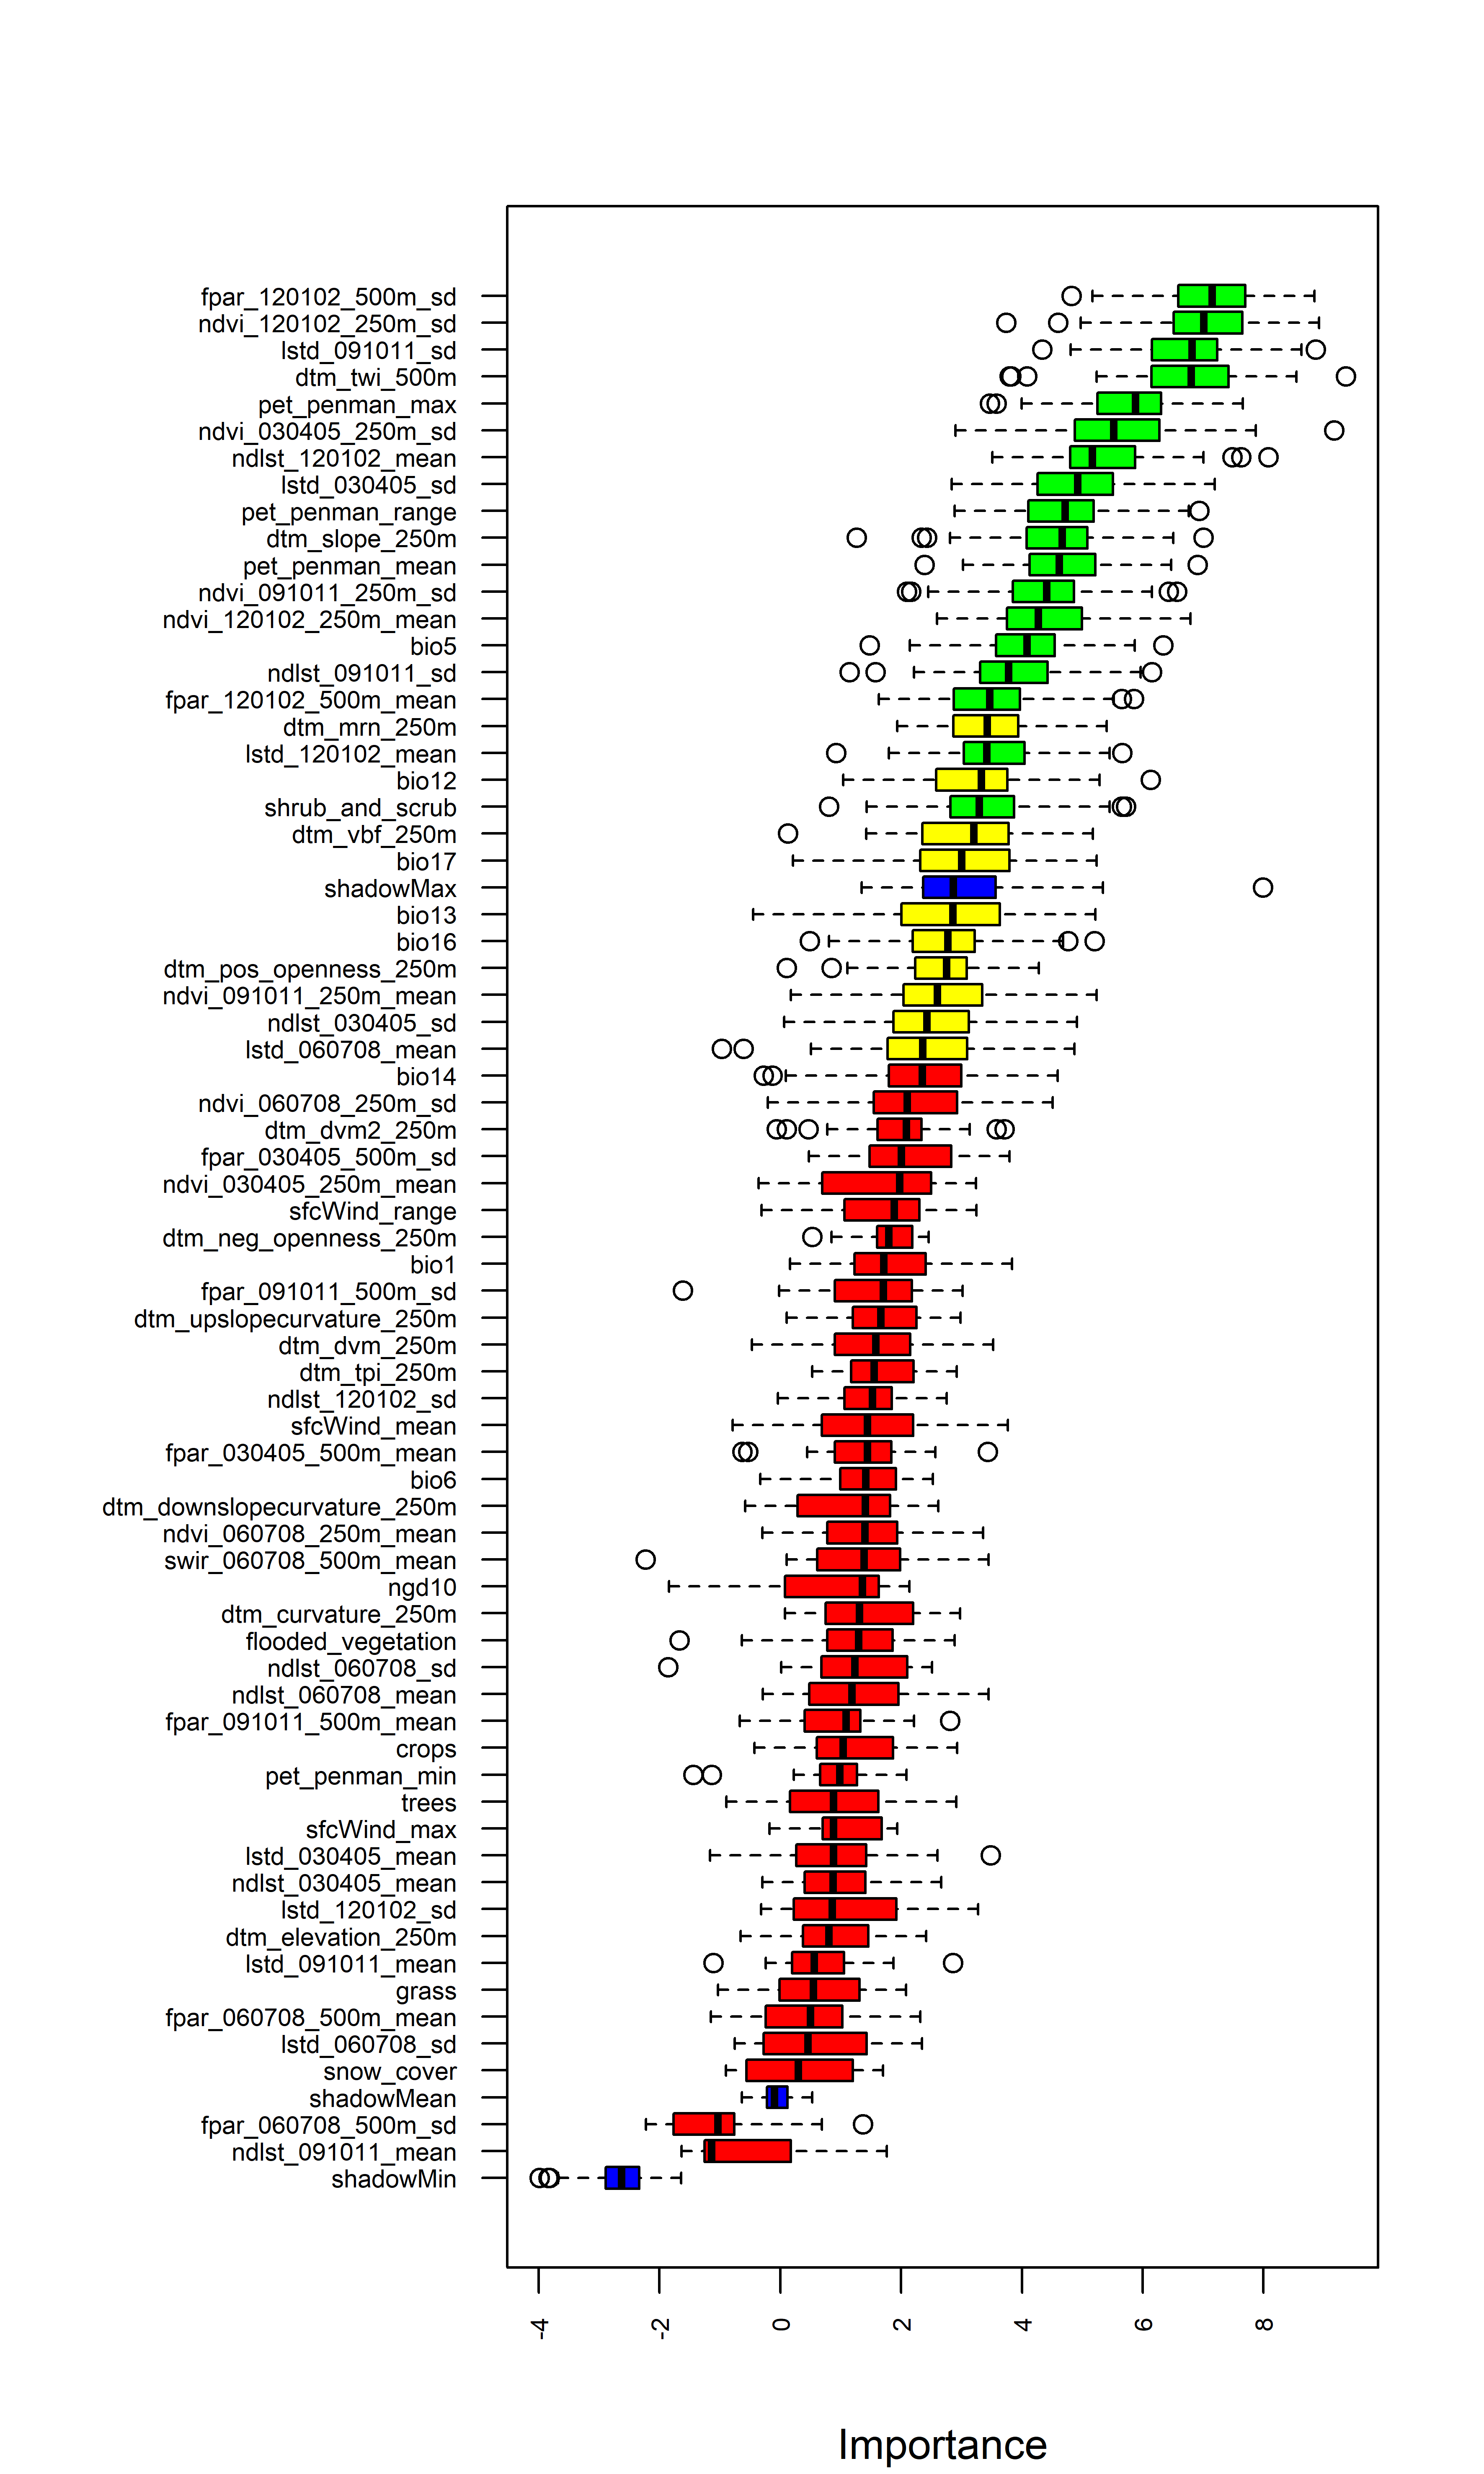 fpar_120102_500m_sd
ndvi_120102_250m_sd
lstd_091011_sd
dtm_twi_500m
pet_penman_max
ndvi_030405_250m_sd
ndlst_120102_mean
lstd_030405_sd
pet_penman_range
dtm_slope_250m
pet_penman_mean
ndvi_091011_250m_sd
ndvi_120102_250m_mean
bio5
ndlst_091011_sd
fpar_120102_500m_mean
dtm_mrn_250m
lstd_120102_mean
bio12
shrub_and_scrub
dtm_vbf_250m
bio17
shadowMax
bio13
bio16
dtm_pos_openness_250m
ndvi_091011_250m_mean
ndlst_030405_sd
lstd_060708_mean
bio14
ndvi_060708_250m_sd
dtm_dvm2_250m
fpar_030405_500m_sd
ndvi_030405_250m_mean
sfcWind_range
dtm_neg_openness_250m
bio1
fpar_091011_500m_sd
dtm_upslopecurvature_250m
dtm_dvm_250m
dtm_tpi_250m
ndlst_120102_sd
sfcWind_mean
fpar_030405_500m_mean
bio6
dtm_downslopecurvature_250m
ndvi_060708_250m_mean
swir_060708_500m_mean
ngd10
dtm_curvature_250m
flooded_vegetation
ndlst_060708_sd
ndlst_060708_mean
fpar_091011_500m_mean
crops
pet_penman_min
trees
sfcWind_max
lstd_030405_mean
ndlst_030405_mean
lstd_120102_sd
dtm_elevation_250m
lstd_091011_mean
grass
fpar_060708_500m_mean
lstd_060708_sd
snow_cover
shadowMean
fpar_060708_500m_sd
ndlst_091011_mean
shadowMin
-4 -2 0 2 4 6 8
Importance